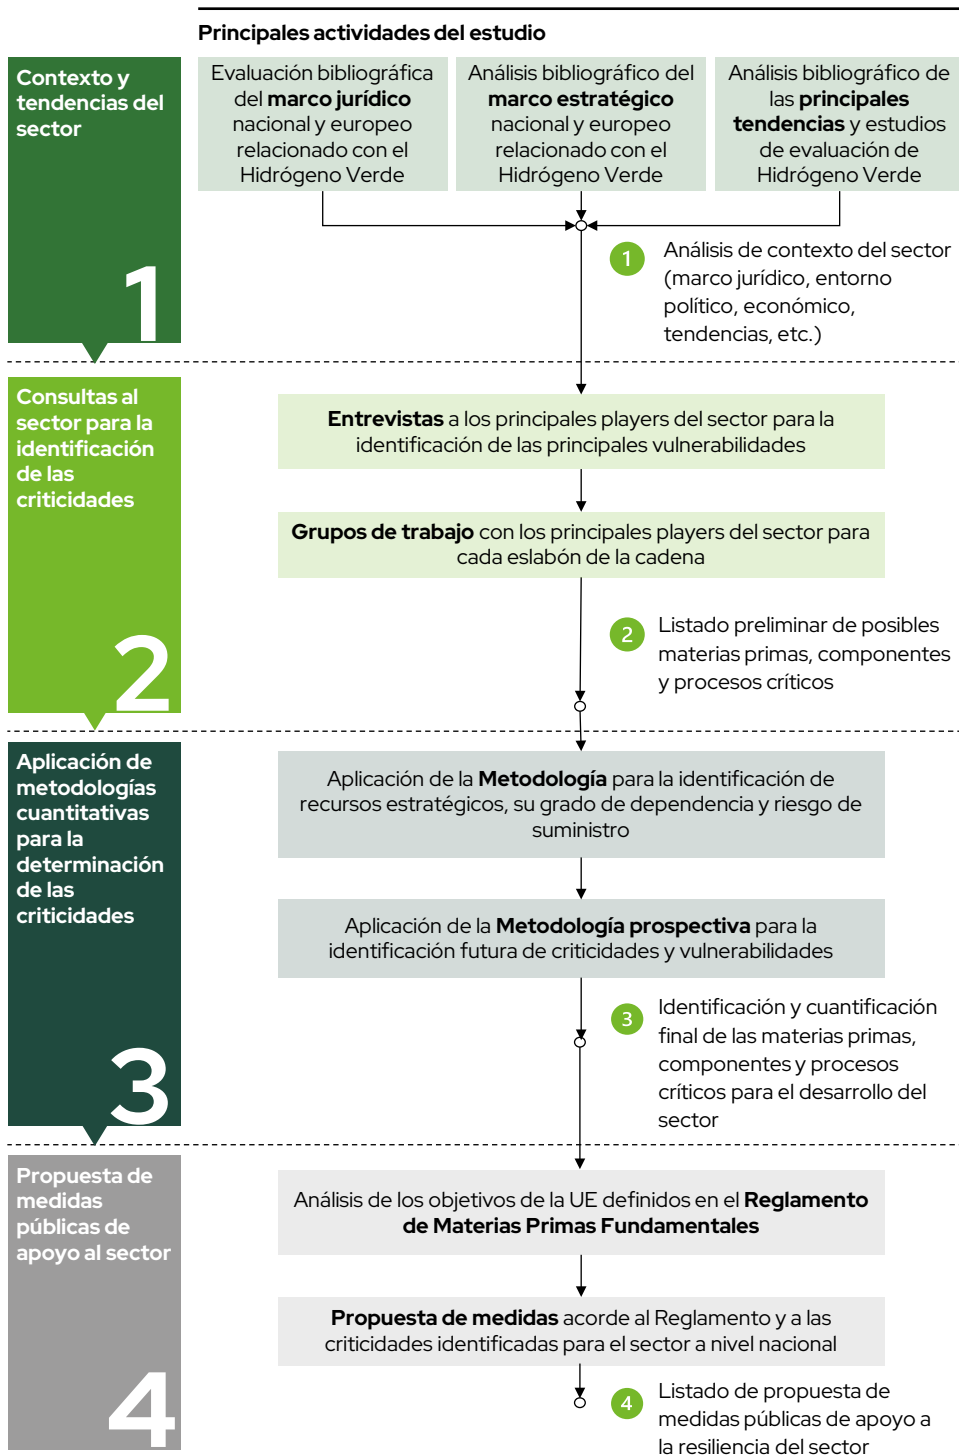 Principales actividades del estudio
Contexto y
tendencias del
sector
1
Evaluación bibliográfica
del marco jurídico
nacional y europeo
relacionado con el
Hidrógeno Verde
Análisis bibliográfico del
marco estratégico
nacional y europeo
relacionado con el
Hidrógeno Verde
Análisis bibliográfico de
las principales
tendencias y estudios
de evaluación de
Hidrógeno Verde
1
Análisis de contexto del sector
(marco jurídico, entorno
político, económico,
tendencias, etc.)
Consultas al
sector para la
identificación
de las
criticidades
2
Entrevistas a los principales players del sector para la
identificación de las principales vulnerabilidades
Grupos de trabajo con los principales players del sector para
cada eslabón de la cadena
2
Listado preliminar de posibles
materias primas, componentes
y procesos críticos
Aplicación de
metodologías
cuantitativas
para la
determinación
de las
criticidades
3
Aplicación de la Metodología para la identificación de
recursos estratégicos, su grado de dependencia y riesgo de
suministro
Aplicación de la Metodología prospectiva para la
identificación futura de criticidades y vulnerabilidades
3
Identificación y cuantificación
final de las materias primas,
componentes y procesos
críticos para el desarrollo del
sector
Propuesta de
medidas
públicas de
apoyo al sector
4
Análisis de los objetivos de la UE definidos en el Reglamento
de Materias Primas Fundamentales
Propuesta de medidas acorde al Reglamento y a las
criticidades identificadas para el sector a nivel nacional
4
Listado de propuesta de
medidas públicas de apoyo a
la resiliencia del sector